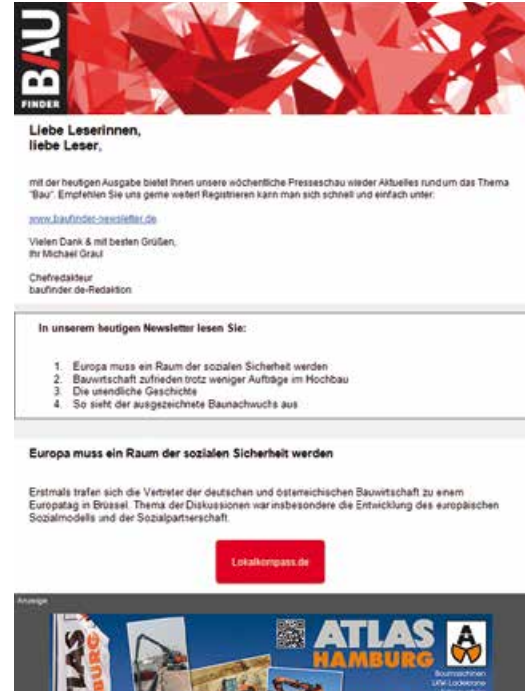 BAU
FINDER
Liebe Leserinnen,
liebe Leser,
mit der heutigen Ausgabe bietet Ihnen unsere wöchentliche Presseschau wieder Aktuelles rund um das Thema
"Bau". Empfehlen Sie uns gerne weiter! Registrieren kann man sich schnell und einfach unter:
www.baufinder-newsletter.de
Vielen Dank & mit besten Grüßen,
Ihr Michael Graul
Chefredakteur
baufinder.de-Redaktion
In unserem heutigen Newsletter lesen Sie:
1. Europa muss ein Raum der sozialen Sicherheit werden
2. Bauwirtschaft zufrieden trotz weniger Aufträge im Hochbau
3. Die unendliche Geschichte
4. So sieht der ausgezeichnete Baunachwuchs aus
Europa muss ein Raum der sozialen Sicherheit werden
Erstmals trafen sich die Vertreter der deutschen und österreichischen Bauwirtschaft zu einem
Europatag in Brüssel. Thema der Diskussionen war insbesondere die Entwicklung des europäischen
Sozialmodells und der Sozialpartnerschaft.
Lokalkompass.de
Anzeige
ATLAS
HAMBURG
Baumaschinen
LKW-Ladekrane